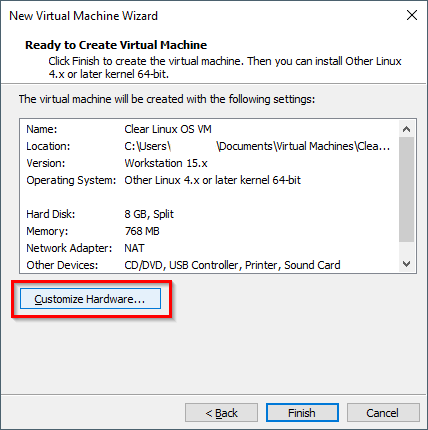 New Virtual Machine Wizard
Ready to Create Virtual Machine
Click Finish to create the virtual machine. Then you can install Other Linux
4.x or later kernel 64-bit.
The virtual machine will be created with the following settings:
Name: Clear Linux OS VM
Location: C:\Users\ \Documents\Virtual Machines\Clea...
Version: Workstation 15.x
Operating System: Other Linux 4.x or later kernel 64-bit
Hard Disk: 8 GB, Split
Memory: 768 MB
Network Adapter: NAT
Other Devices: CD/DVD, USB Controller, Printer, Sound Card
Customize Hardware...
< Back Finish Cancel